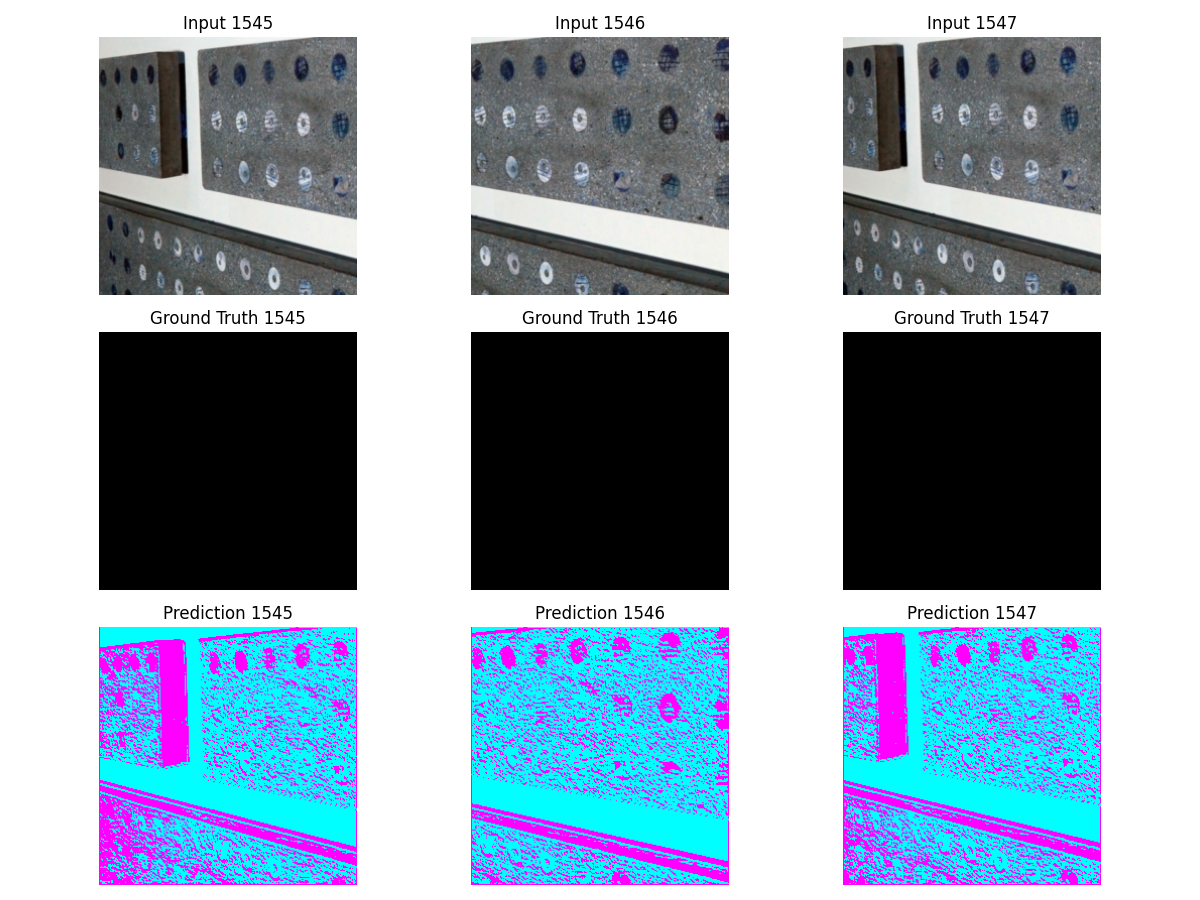 Input 1545
Input 1546
Input 1547
Ground Truth 1545
Ground Truth 1546
Ground Truth 1547
Prediction 1545
Prediction 1546
Prediction 1547